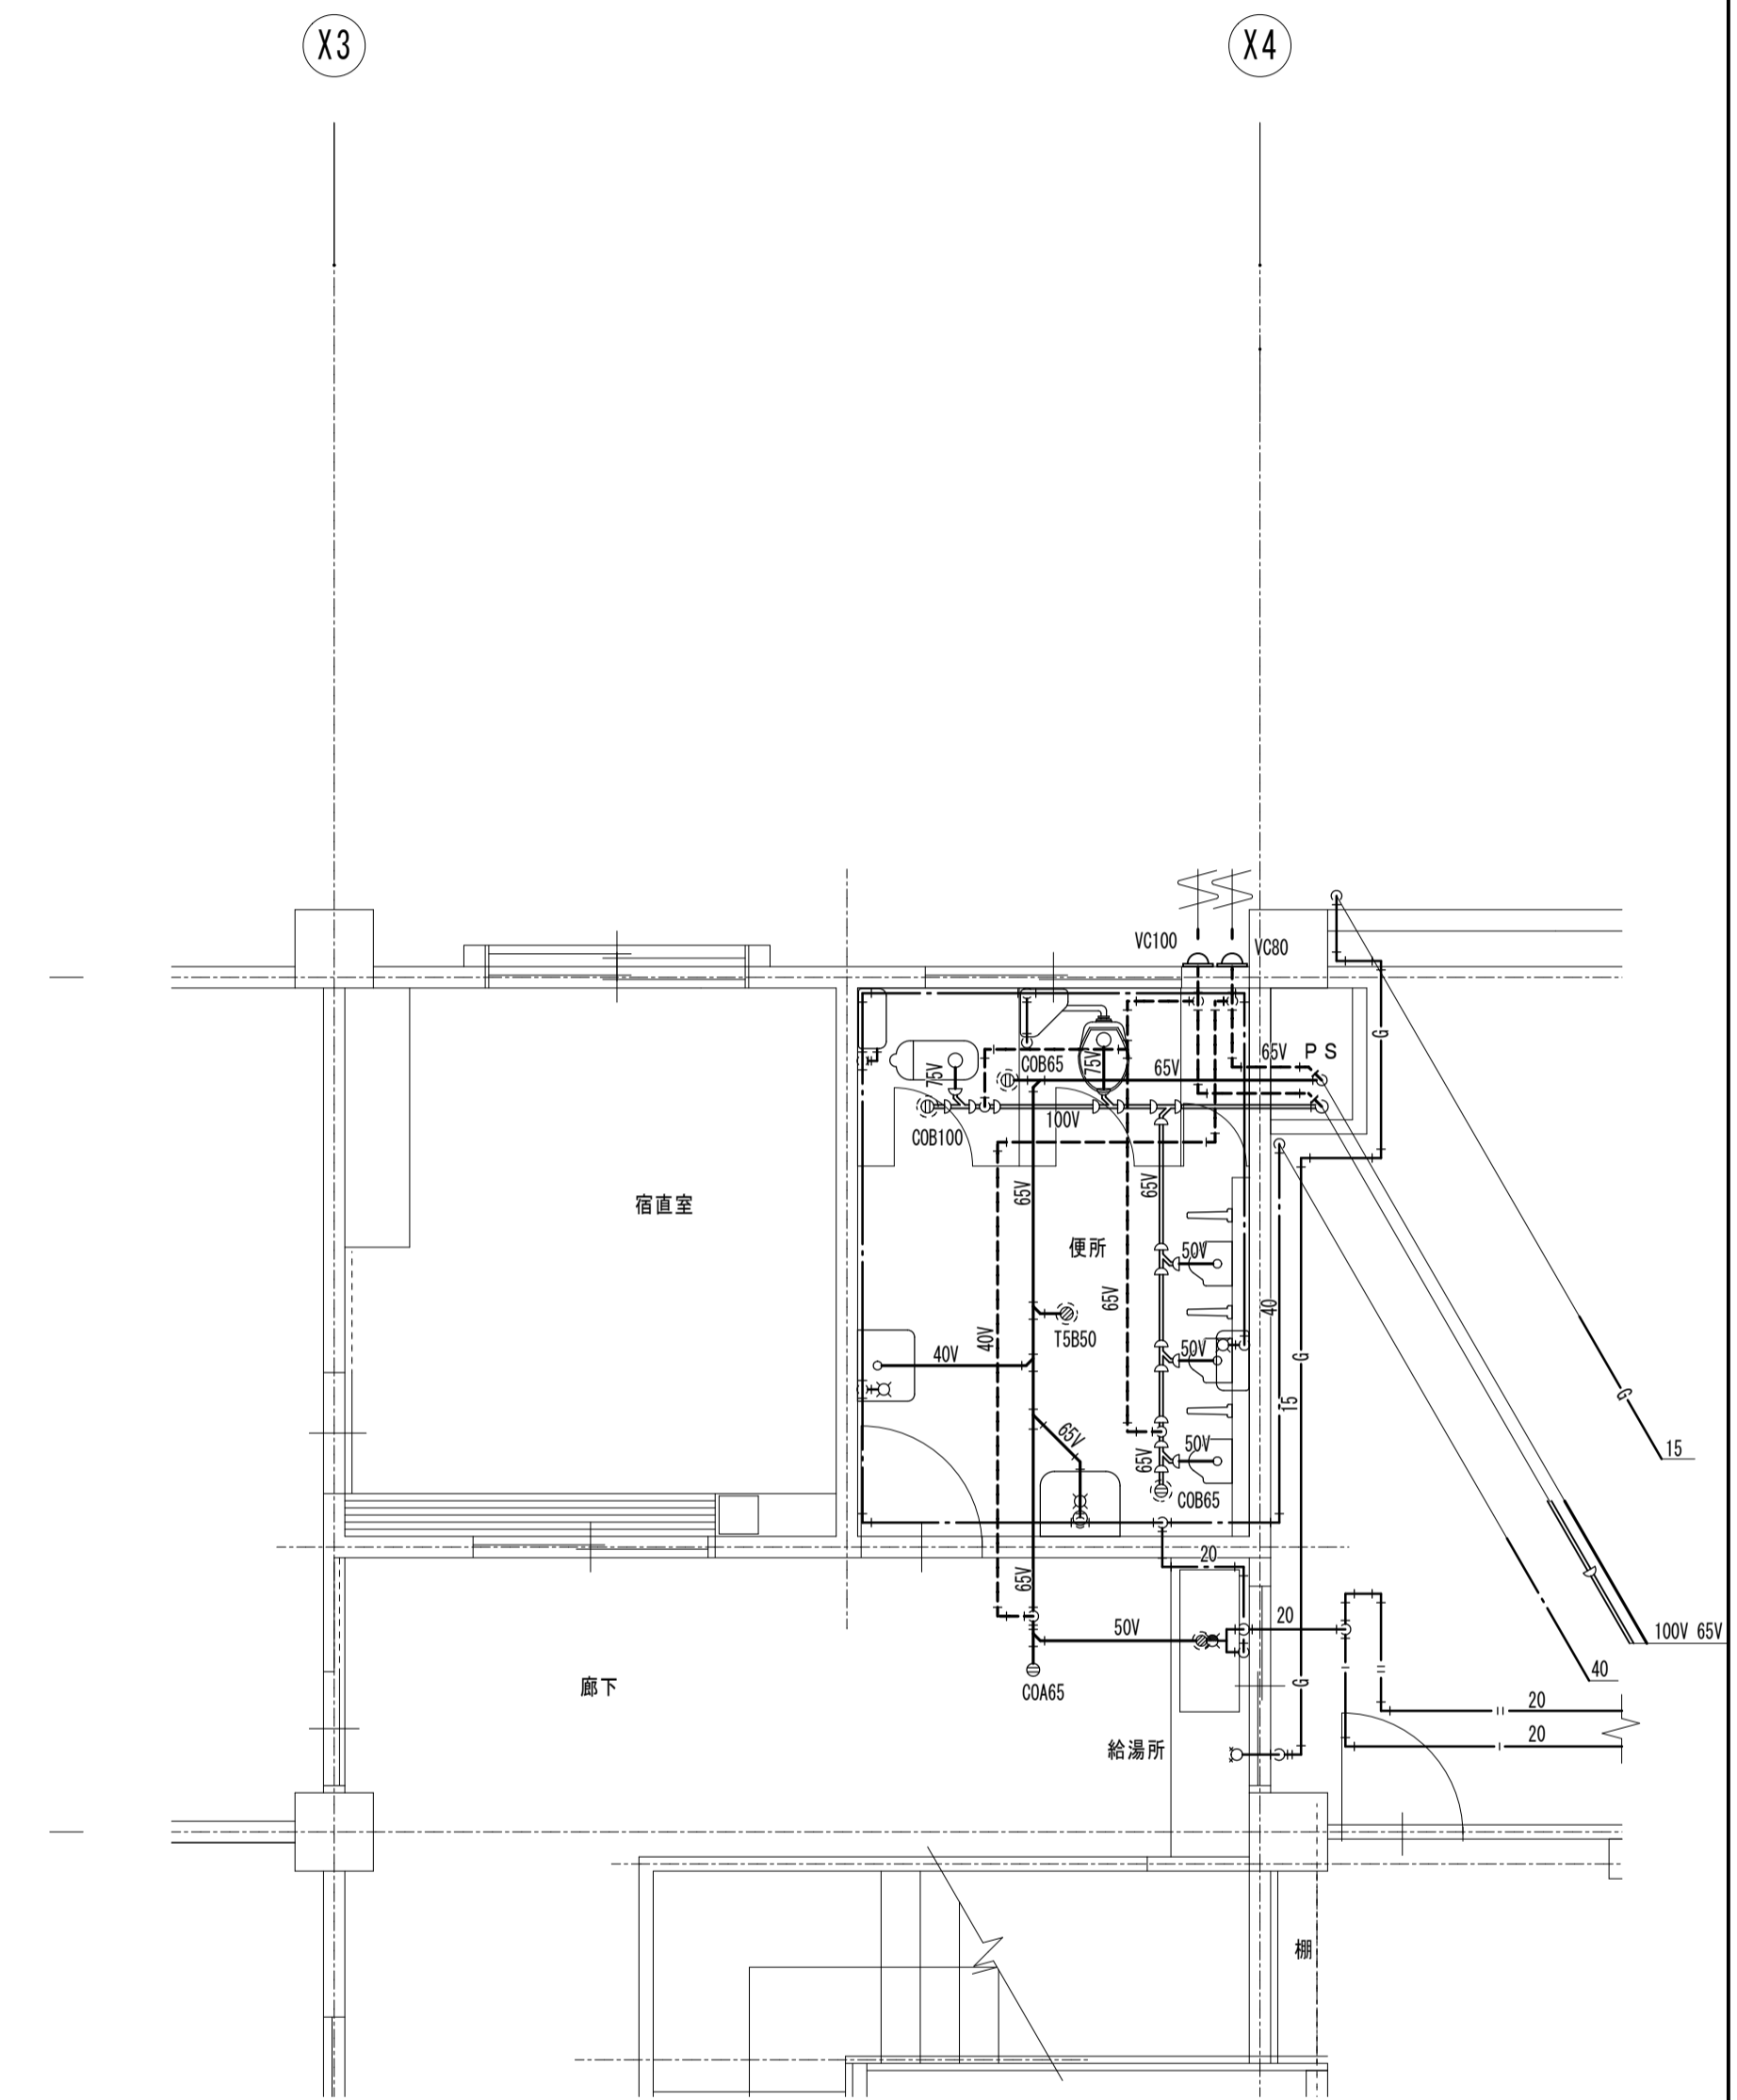 X3
X4
VC100
VC80
G
65V
PS
COB65
75V
75V
65V
COB100
100V
宿直室
65V
65V
便所
50V
65V
40
40V
T5B50
50V
40V
G
15
G
65V
50V
65V
15
COB65
20
65V
20
50V
100V 65V
40
廊下
COA65
G
20
20
給湯所
棚